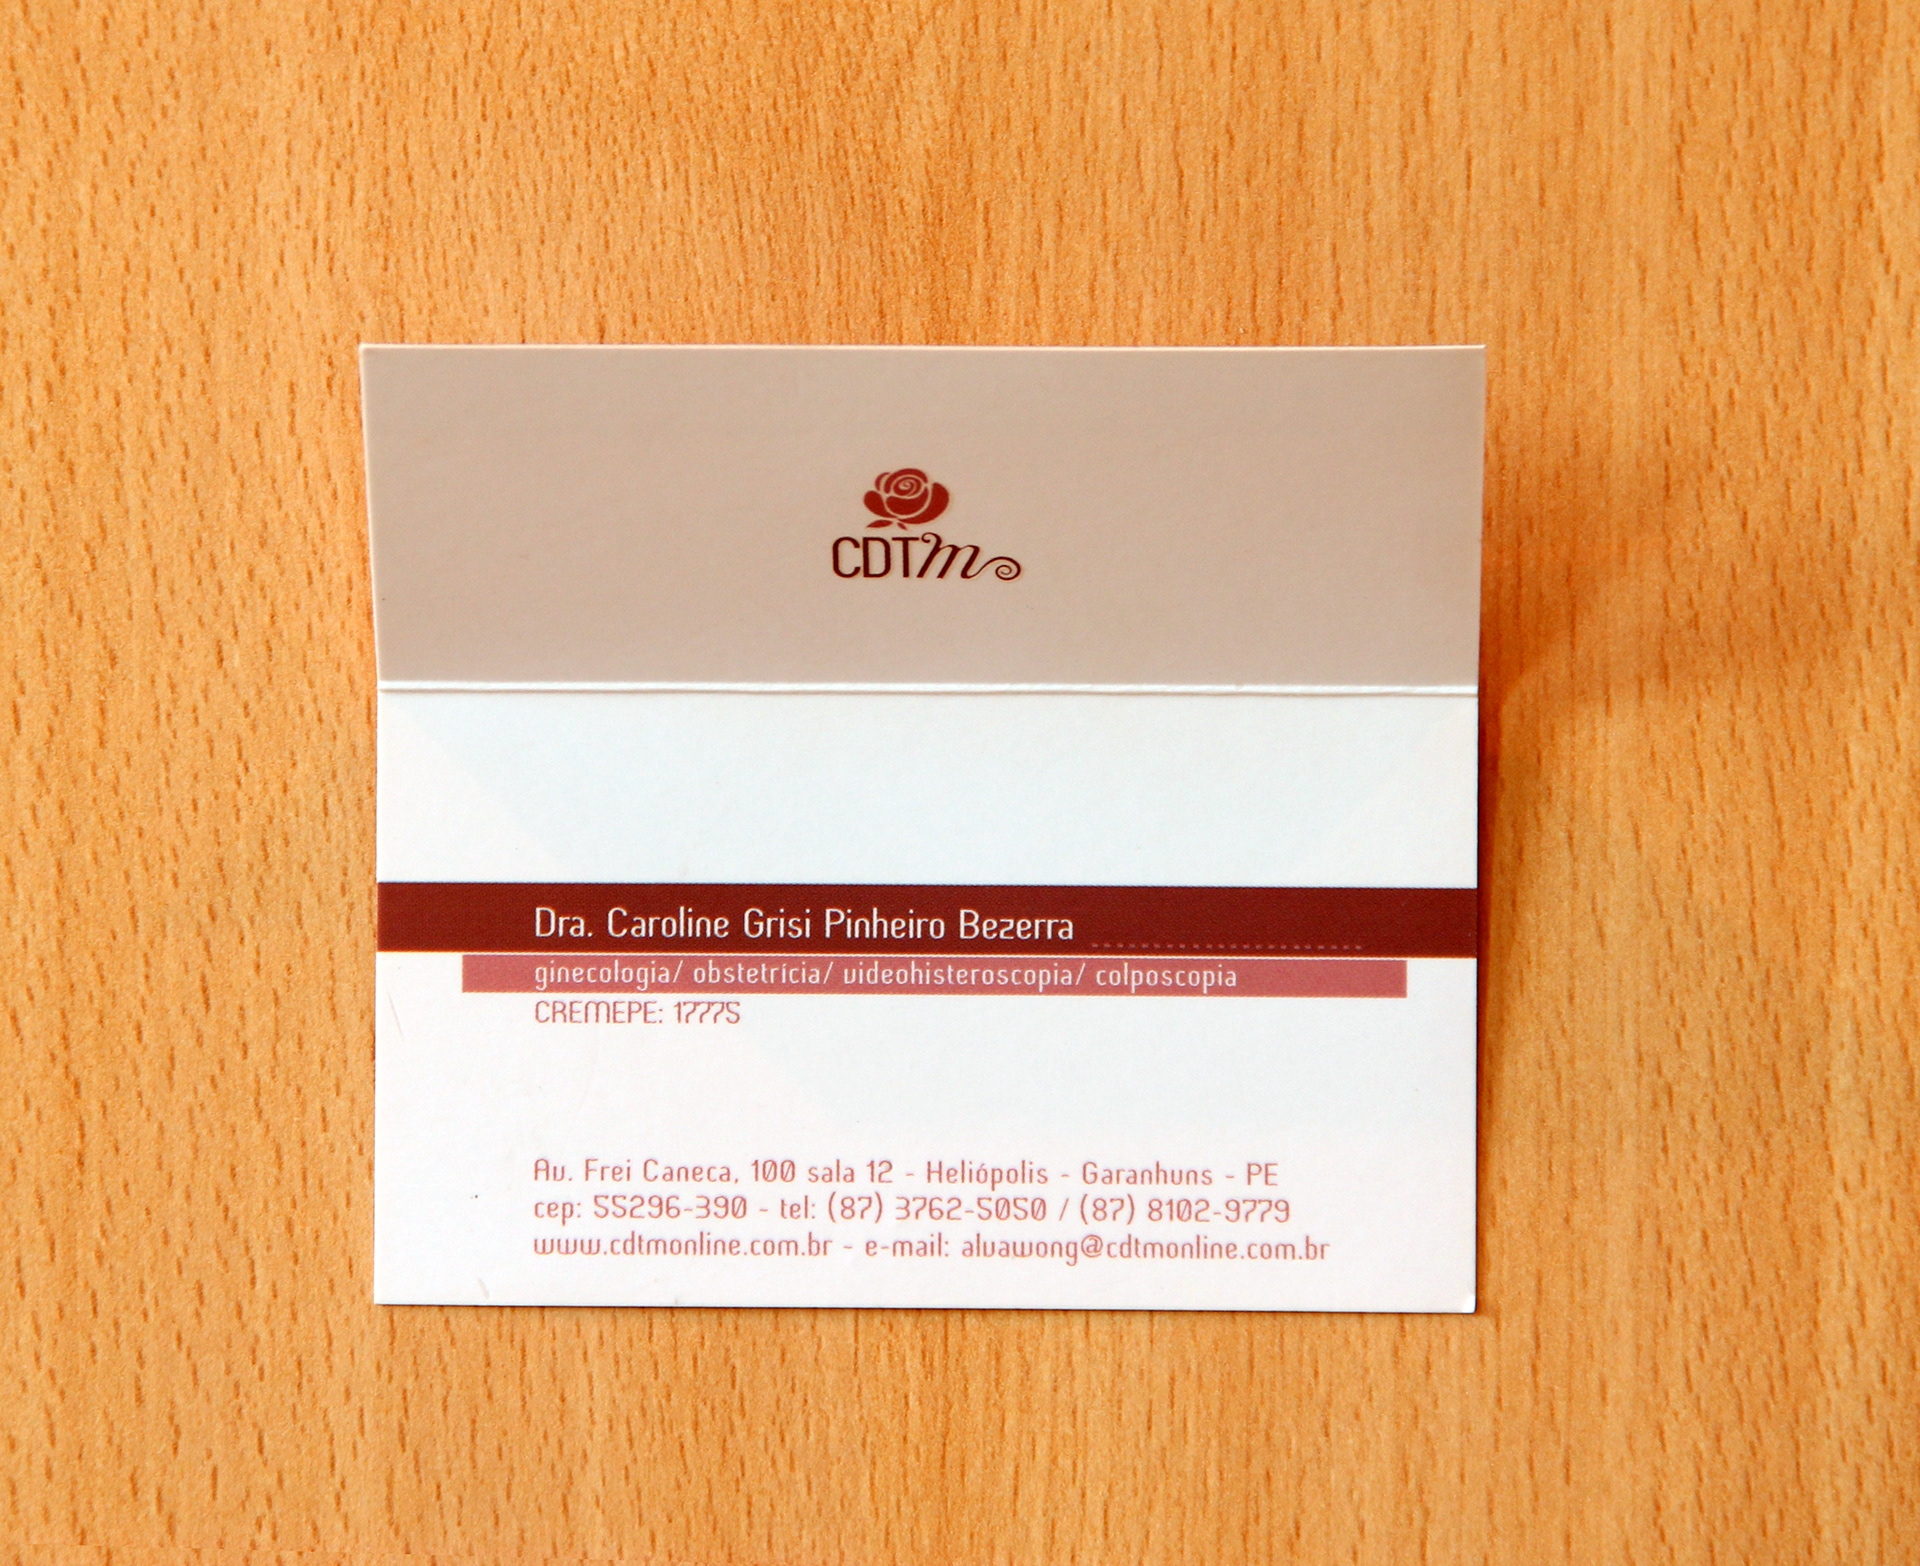 CDTM
Dra. Caroline Grisi Pinheiro Bezerra
ginecologia/ obstetrícia/ videohisteroscopia/ colposcopia
CREMEPE: 17775
Av. Frei Caneca, 100 sala 12 - Heliópolis - Garanhuns - PE
cep: 55296-390 - tel: (87) 3762-5050 / (87) 8102-9779
www.cdtmonline.com.br - e-mail: alvawong@cdtmonline.com.br